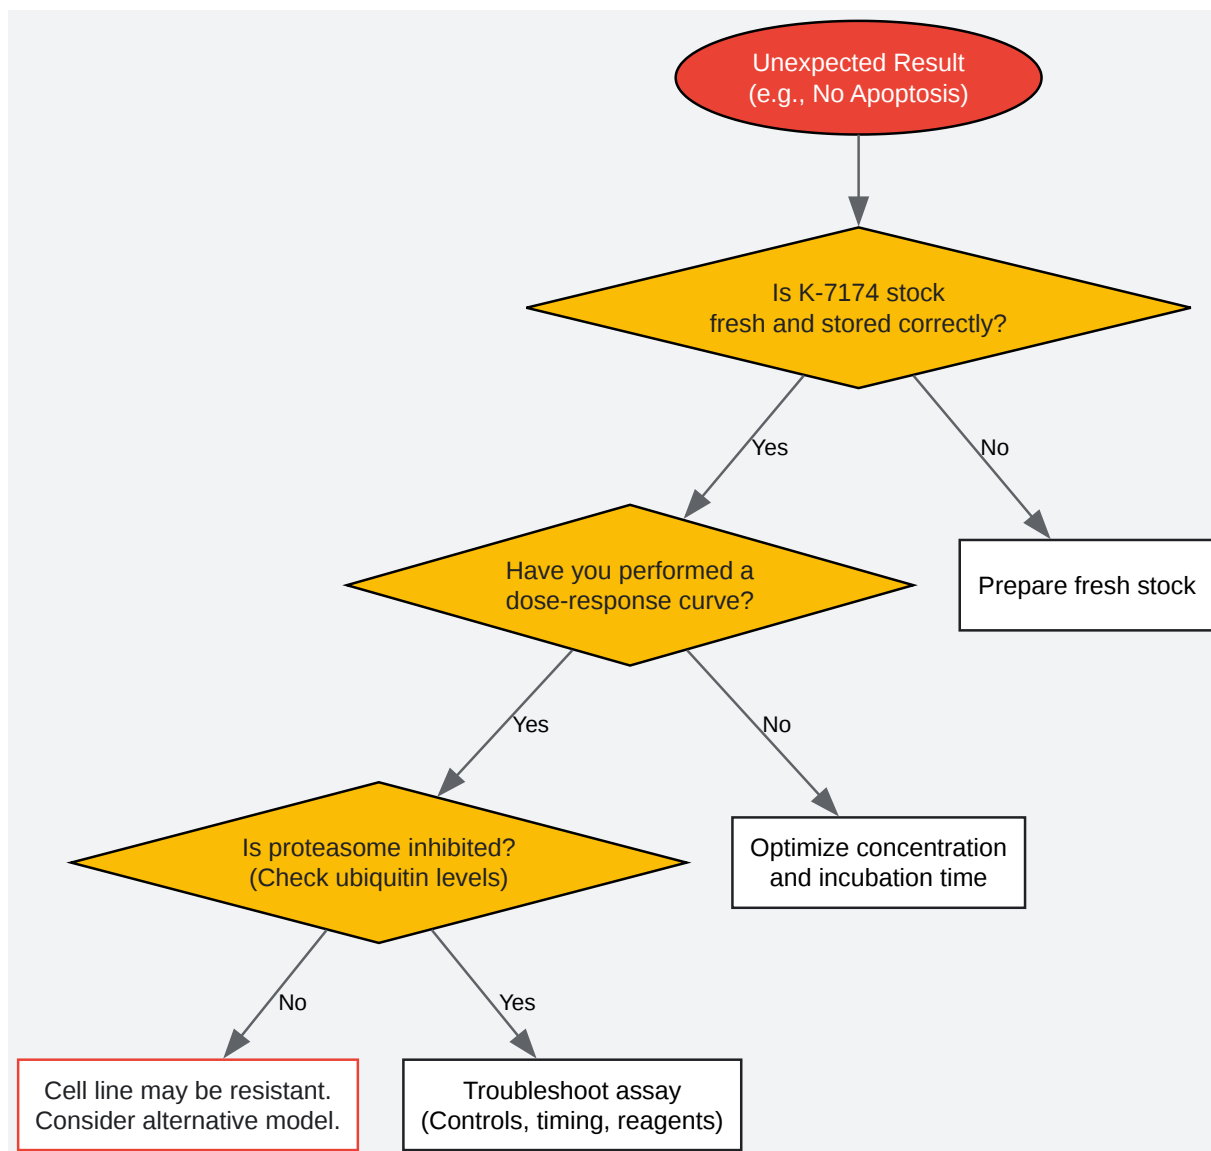 Unexpected Result
(e.g., No Apoptosis)
Is K-7174 stock
fresh and stored correctly?
Yes
No
Have you performed a
dose-response curve?
Prepare fresh stock
Yes
No
Is proteasome inhibited?
(Check ubiquitin levels)
Optimize concentration
and incubation time
No
Yes
Cell line may be resistant.
Consider alternative model.
Troubleshoot assay
(Controls, timing, reagents)